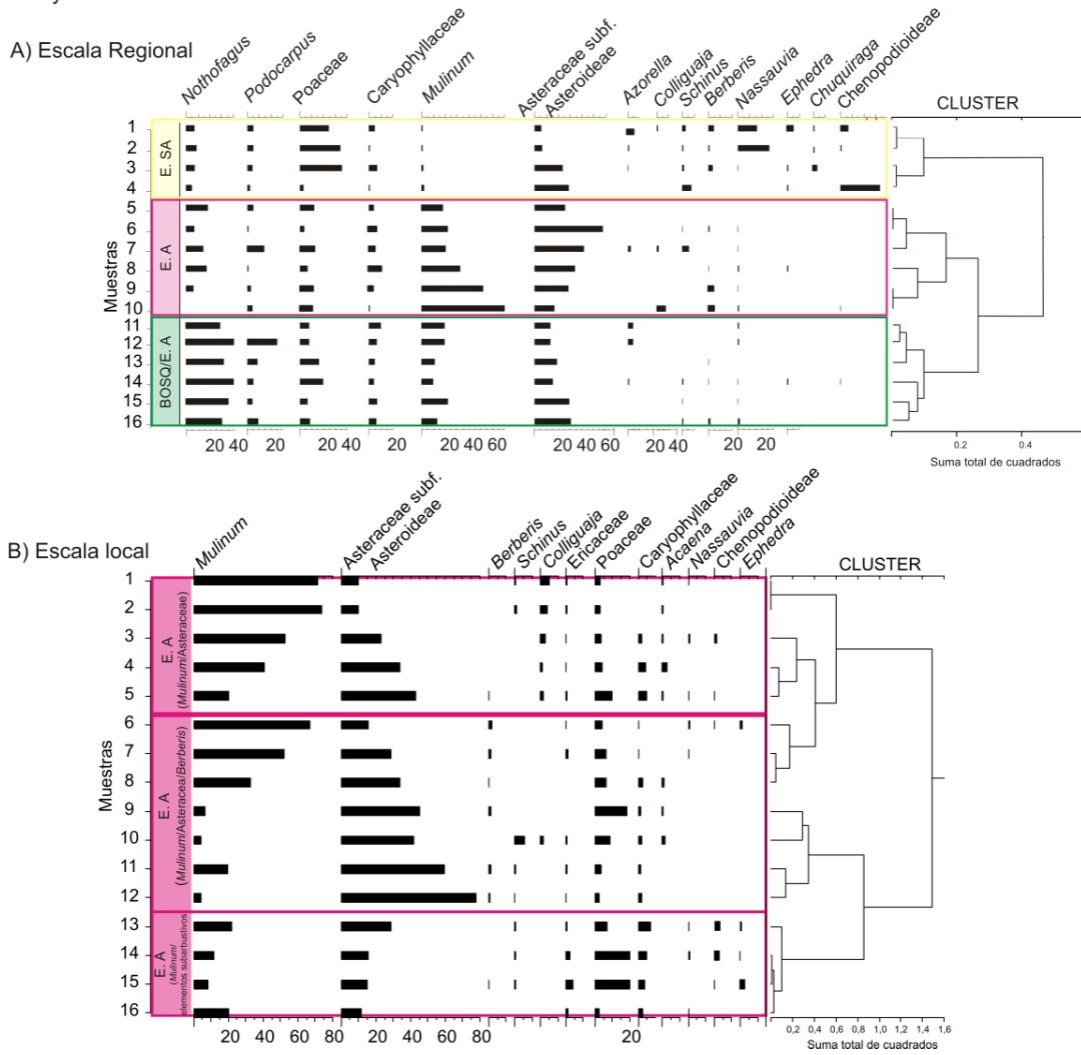 A) Escala Regional
Nothofagus
Podocarpus
Poaceae
Caryophyllaceae
Mulinum
Asteraceae subf.
Asteroideae
Azorella
Colliguaja
Schinus
Berberis
Nassauvia
Ephedra
Chuquiraga
Chenopodioideae
CLUSTER
Muestras
E. SA
E. A
BOSQ/E. A
1
2
3
4
5
6
7
8
9
10
11
12
13
14
15
16
20 40 20 40 20 20 40 60 20 40 60 20 40 20 20
0.2 0.4
Suma total de cuadrados
B) Escala local
Mulinum
Asteraceae subf.
Asteroideae
Berberis
Schinus
Colliguaja
Ericaceae
Poaceae
Caryophyllaceae
Acaena
Nassauvia
Chenopodioideae
Ephedra
CLUSTER
Muestras
E. A
(Mulinum/Asteraceae)
E. A
(Mulinum/Asteracea/Berberis)
E. A
(Mulinum/
elementos subarbustivos
1
2
3
4
5
6
7
8
9
10
11
12
13
14
15
16
20 40 60 80 20 40 60 80 20
0,2 0,4 0,6 0,8 1,0 1,2 1,4 1,6
Suma total de cuadrados